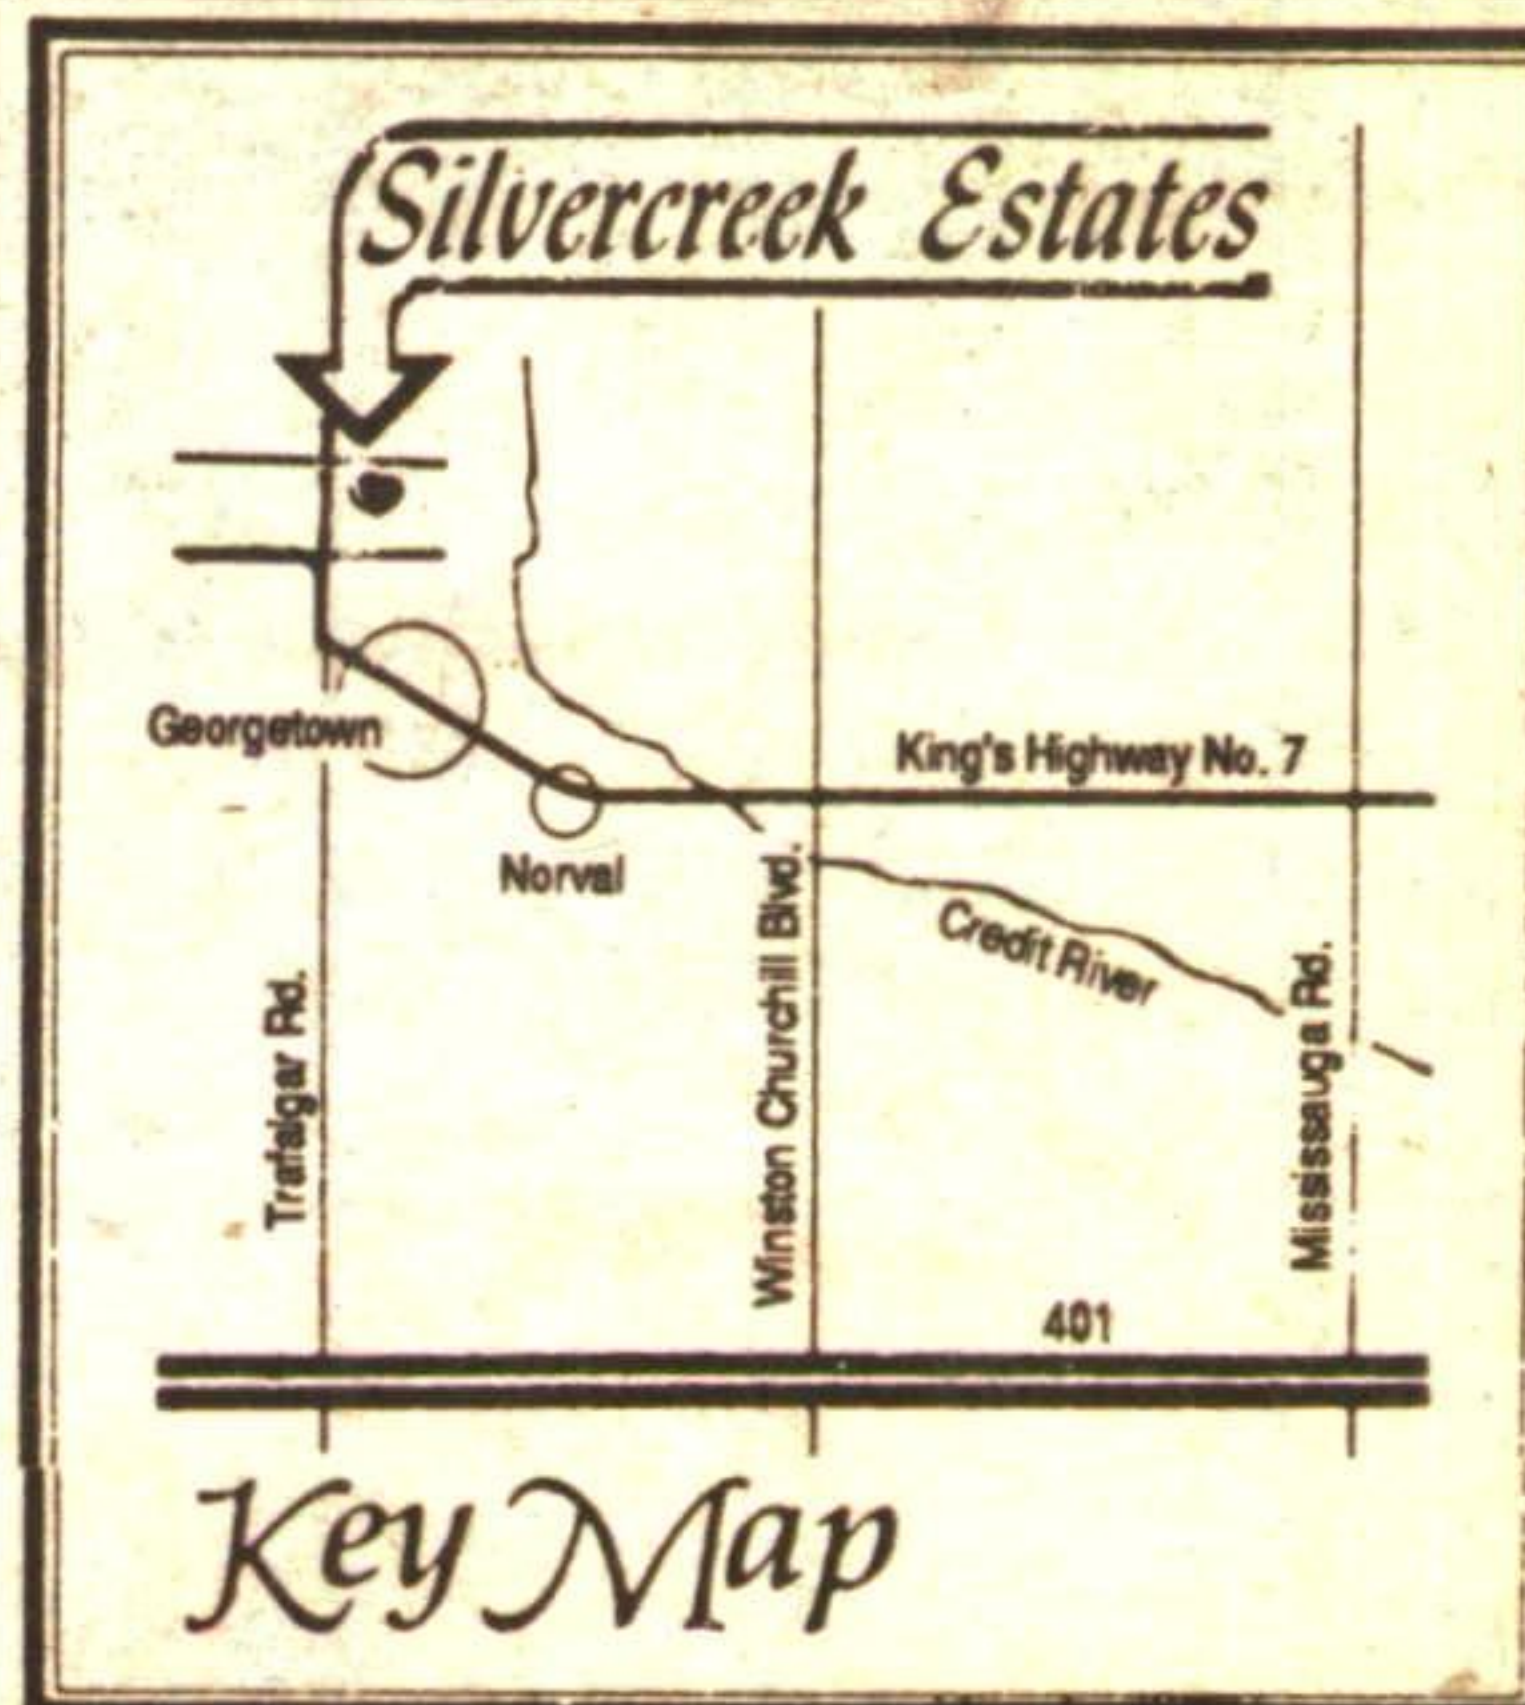 Silvercreek Estates
Georgetown
King's Highway No. 7
Norval
Credit River
Trafalgar Rd.
Winston Churchill Blvd.
Mississauga Rd.
401
Key Map